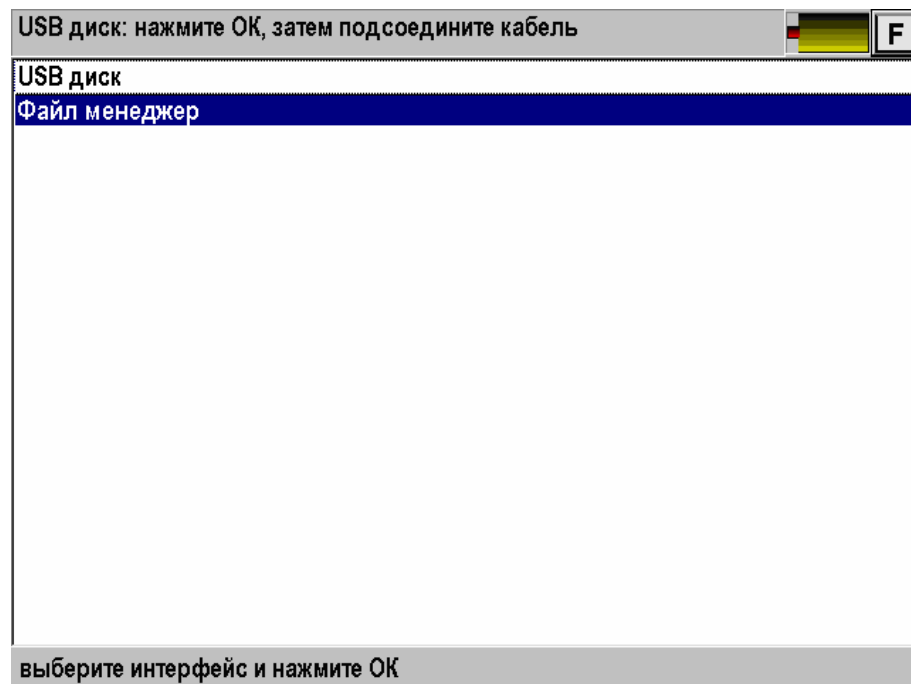 USB диск: нажмите ОК, затем подсоедините кабель
F
USB диск
Файл менеджер
выберите интерфейс и нажмите ОК